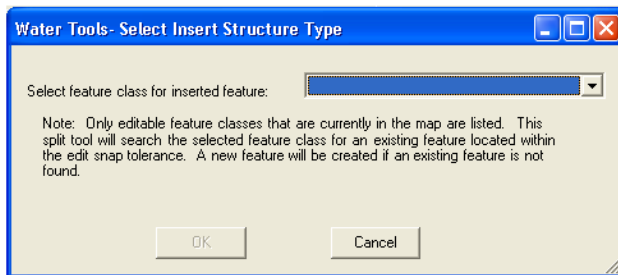 Water Tools- Select Insert Structure Type
Select feature class for inserted feature:
Note:  Only editable feature classes that are currently in the map are listed.  This
split tool will search the selected feature class for an existing feature located within
the edit snap tolerance.  A new feature will be created if an existing feature is not
found.
OK
Cancel